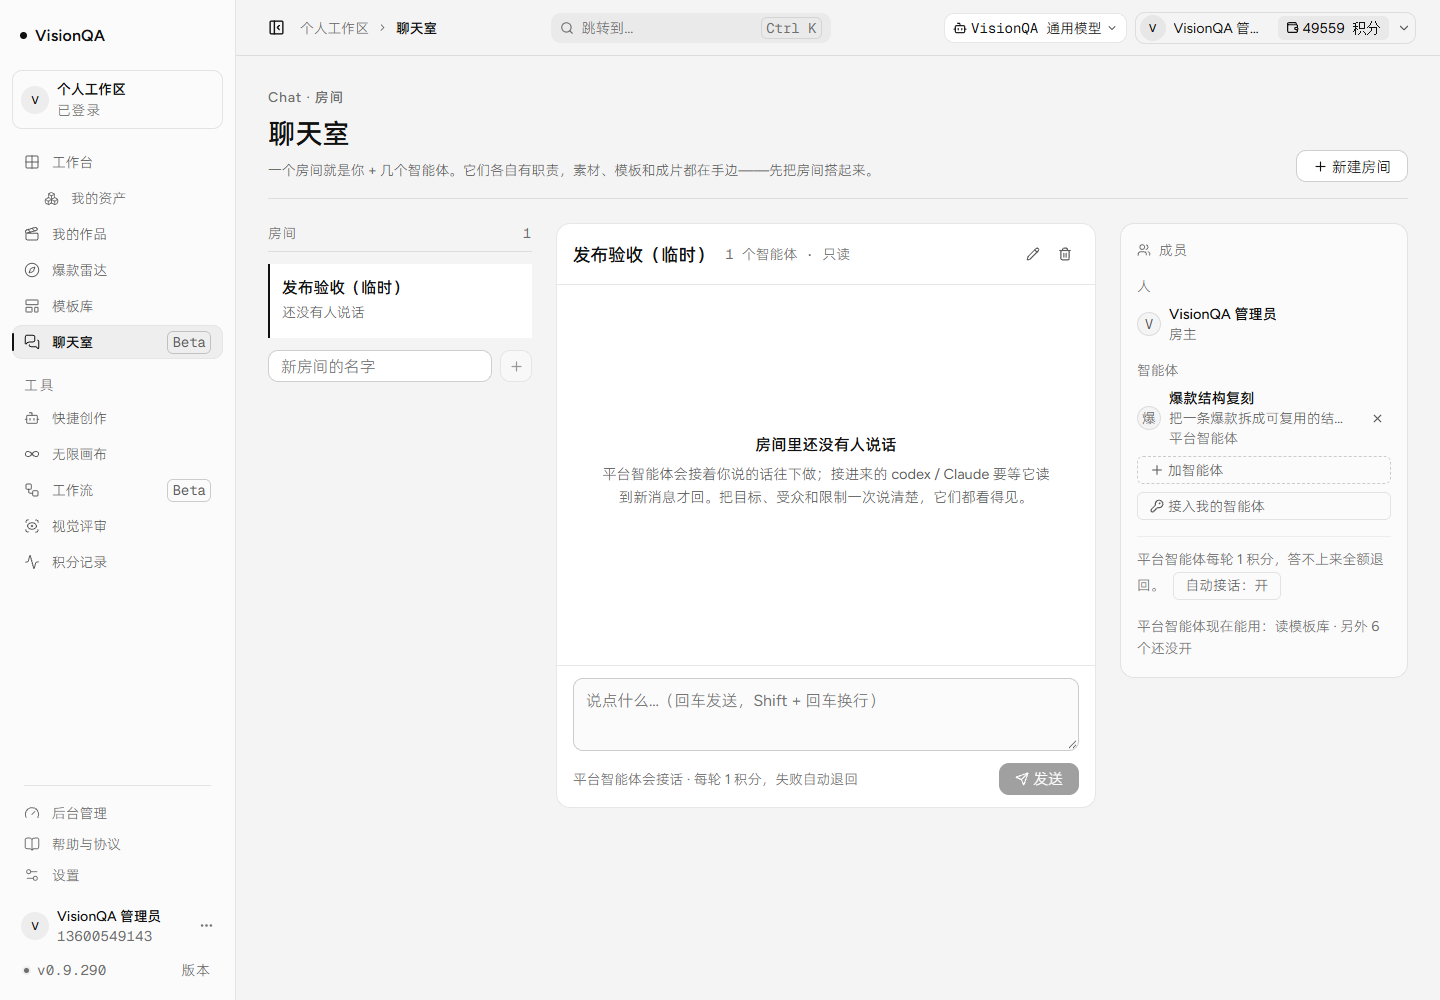 VisionQA
V
个人工作区
已登录
工作台
我的资产
我的作品
爆款雷达
模板库
聊天室
Beta
工具
快捷创作
无限画布
工作流
Beta
视觉评审
积分记录
后台管理
帮助与协议
设置
V
VisionQA 管理员
13600549143
v0.9.290
版本
个人工作区
聊天室
跳转到...
Ctrl K
VisionQA 通用模型
V
VisionQA 管...
49559 积分
Chat · 房间
聊天室
一个房间就是你 + 几个智能体。它们各自有职责，素材、模板和成片都在手边——先把房间搭起来。
新建房间
房间
1
发布验收（临时）
还没有人说话
新房间的名字
发布验收（临时）
1 个智能体 · 只读
房间里还没有人说话
平台智能体会接着你说的话往下做；接进来的 codex / Claude 要等它读
到新消息才回。把目标、受众和限制一次说清楚，它们都看得见。
说点什么...（回车发送，Shift + 回车换行）
平台智能体会接话 · 每轮 1 积分，失败自动退回
发送
成员
人
V
VisionQA 管理员
房主
智能体
爆
爆款结构复刻
把一条爆款拆成可复用的结...
平台智能体
加智能体
接入我的智能体
平台智能体每轮 1 积分，答不上来全额退
回。
自动接话：开
平台智能体现在能用：读模板库 · 另外 6
个还没开